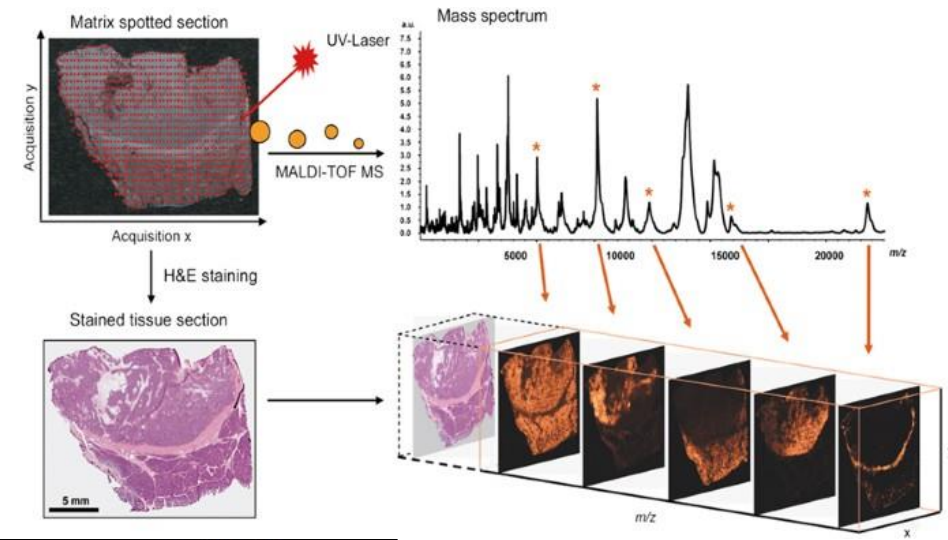 Matrix spotted section
Acquisition y
Acquisition x
UV-Laser
MALDI-TOF MS
H&E staining
Stained tissue section
5 mm
Mass spectrum
a.u.
7.5
7.0
6.5
6.0
5.5
5.0
4.5
4.0
3.5
3.0
2.5
2.0
1.5
1.0
0.5
0.0
5000 10000 15000 20000 m/z
*
*
*
*
*
m/z
x